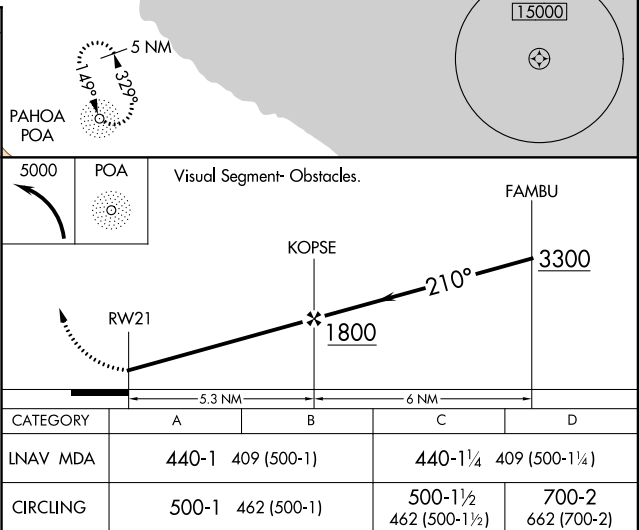 15000
5 NM
149°
329°
PAHOA
POA
5000
POA
Visual Segment- Obstacles.
FAMBU
KOPSE
210°
3300
RW21
1800
5.3 NM
6 NM
CATEGORY A B C D
LNAV MDA 440-1 409 (500-1) 440-1¼ 409 (500-1¼)
CIRCLING 500-1 462 (500-1) 500-1½ 700-2
462 (500-1½) 662 (700-2)